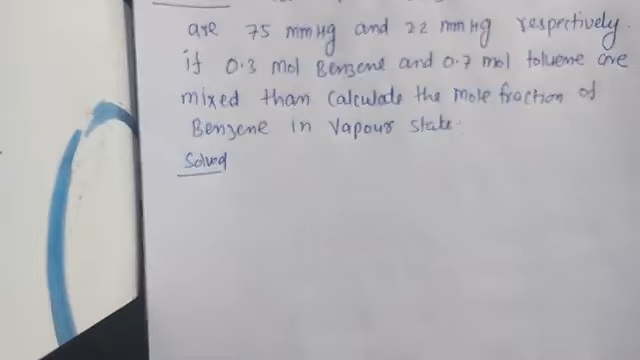 are 75 mmHg and 22 mmHg respectively.
if 0.3 mol Benzene and 0.7 mol toluene are
mixed than calculate the mole fraction of
Benzene in Vapour state.
Solved